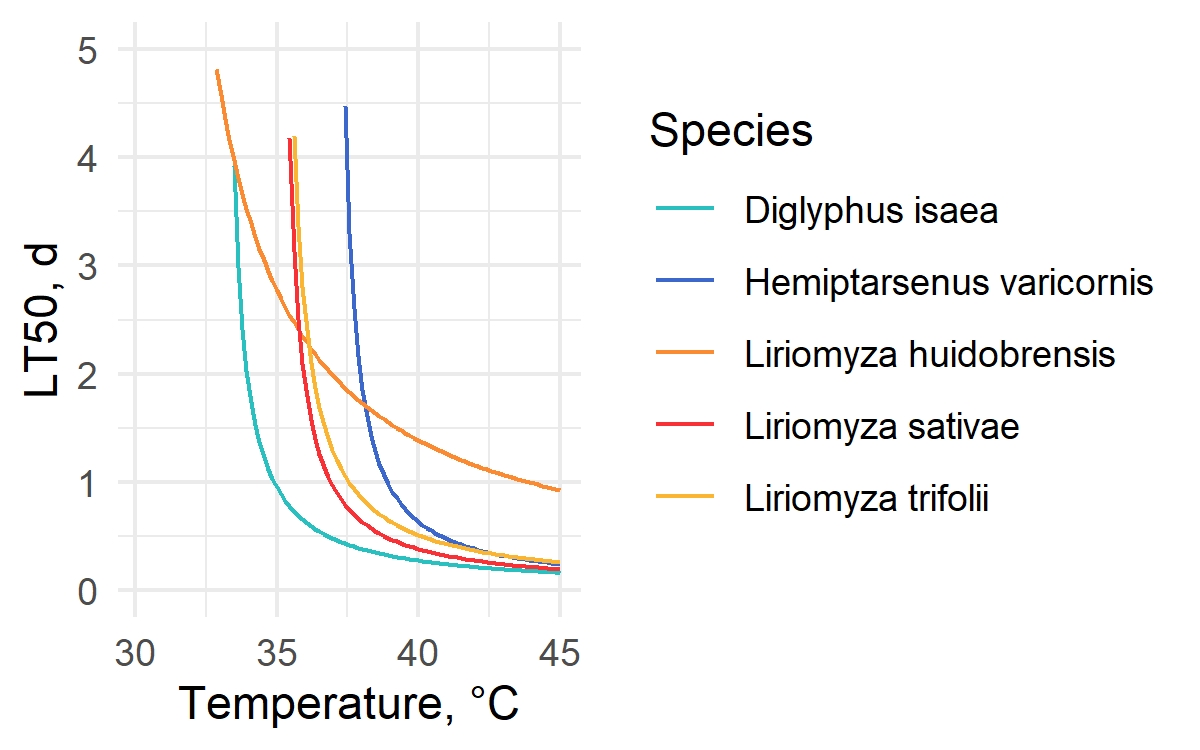 5
4
3
2
1
0
LT50, d
30 35 40 45
Temperature, °C
Species
Diglyphus isaea
Hemiptarsenus varicornis
Liriomyza huidobrensis
Liriomyza sativae
Liriomyza trifolii